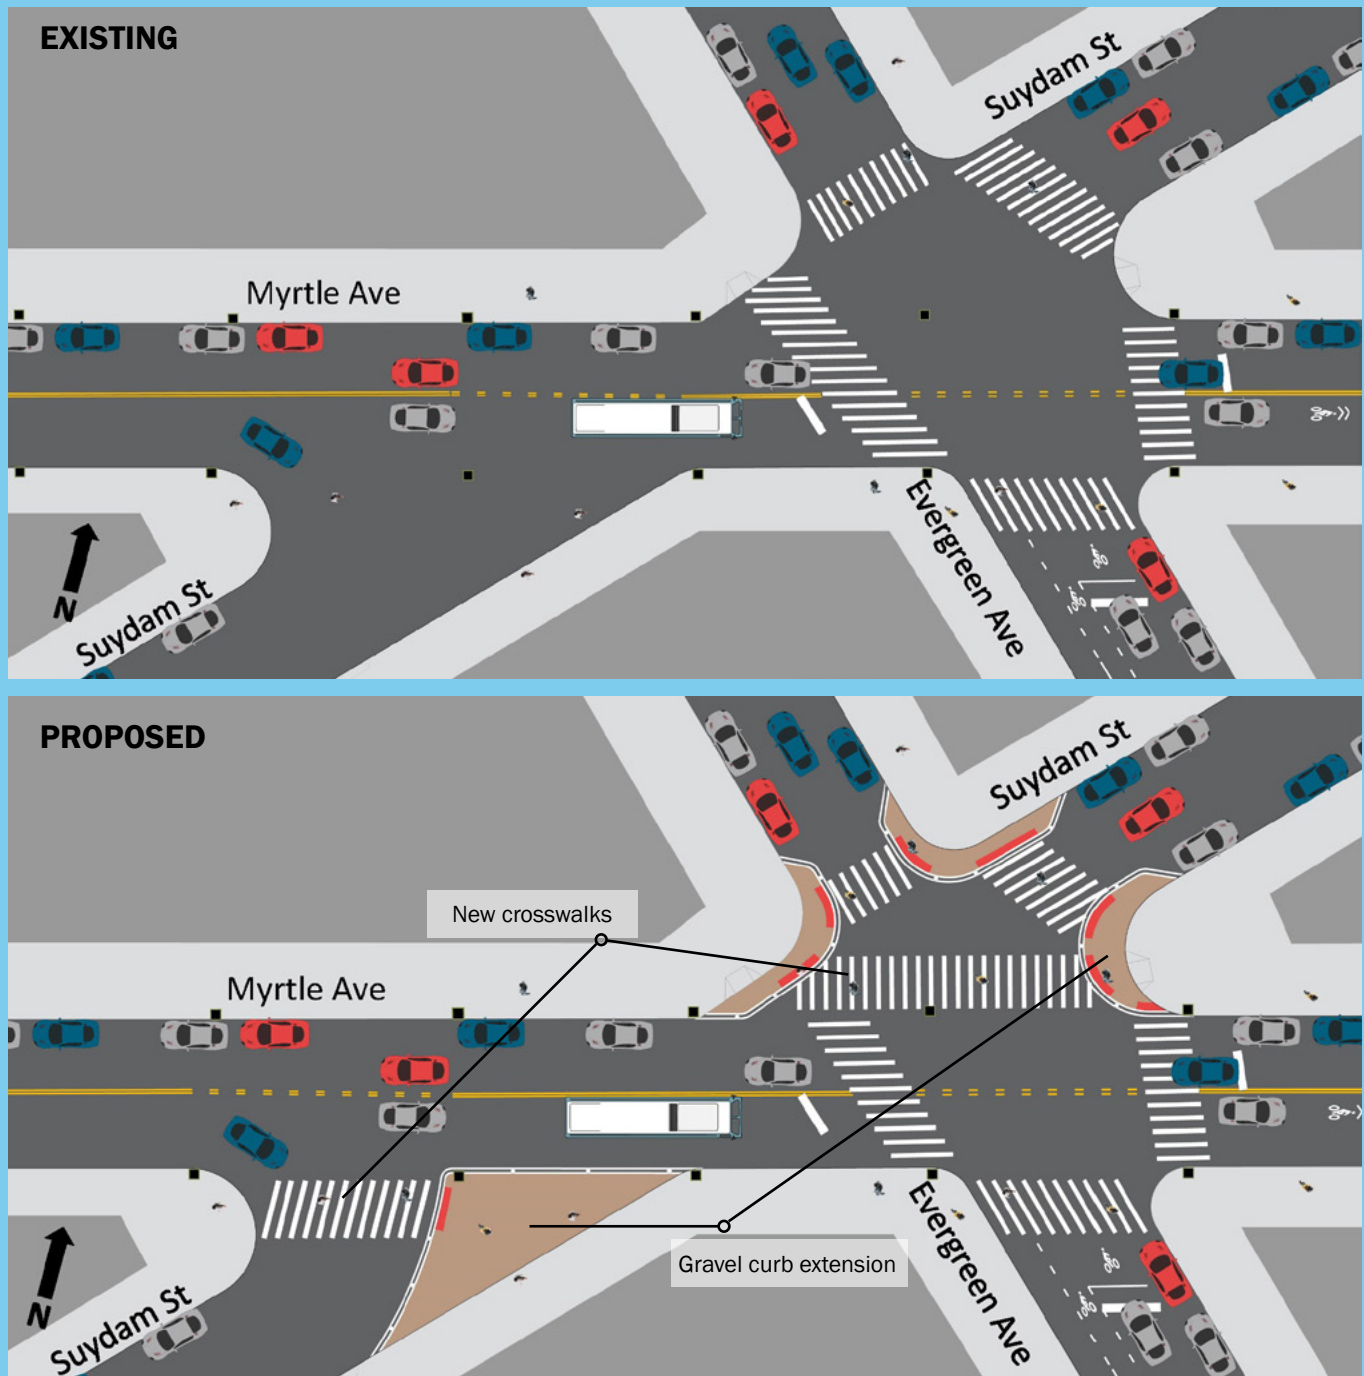 EXISTING
Suydam St
Myrtle Ave
Evergreen Ave
N
Suydam St
PROPOSED
Suydam St
New crosswalks
Myrtle Ave
Evergreen Ave
Gravel curb extension
N
Suydam St